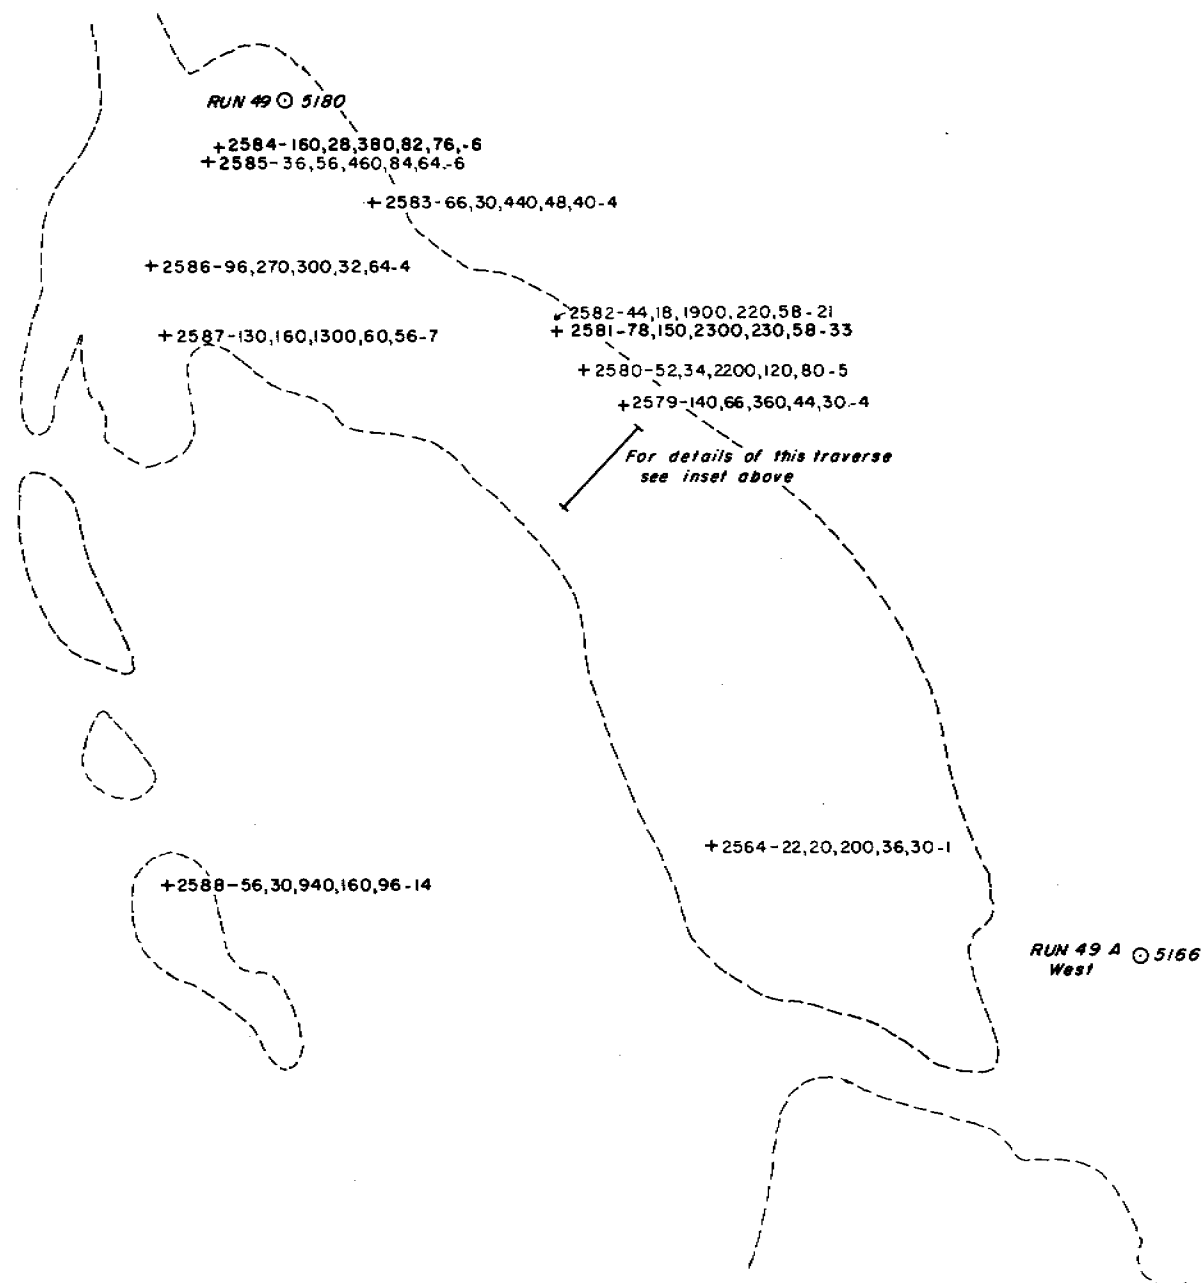 RUN 49 ⊙ 5180
+2584-160,28,380,82,76,-6
+2585-36,56,460,84,64.-6
+2583-66,30,440,48,40-4
+2586-96,270,300,32,64-4
2582-44,18,1900,220,58-21
+2581-78,150,2300,230,58-33
+2587-130,160,1300,60,56-7
+2580-52,34,2200,120,80-5
+2579-140,66,360,44,30.-4
For details of this traverse
see inset above
+2564-22,20,200,36,30-1
+2588-56,30,940,160,96-14
RUN 49 A ⊙ 5166
West